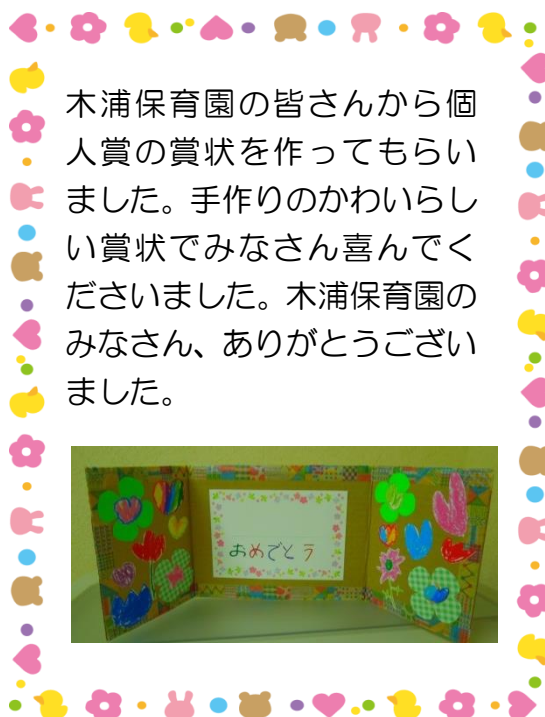 木浦保育園の皆さんから個
人賞の賞状を作ってもらい
ました。手作りのかわいらし
い賞状でみなさん喜んでく
ださいました。木浦保育園の
みなさん、ありがとうござい
ました。
おめでとう